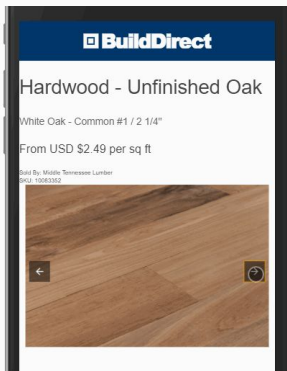 BuildDirect
Hardwood - Unfinished Oak
White Oak - Common #1 / 2 1/4"
From USD $2.49 per sq ft
Sold By: Middle Tennessee Lumber
SKU: 10083352